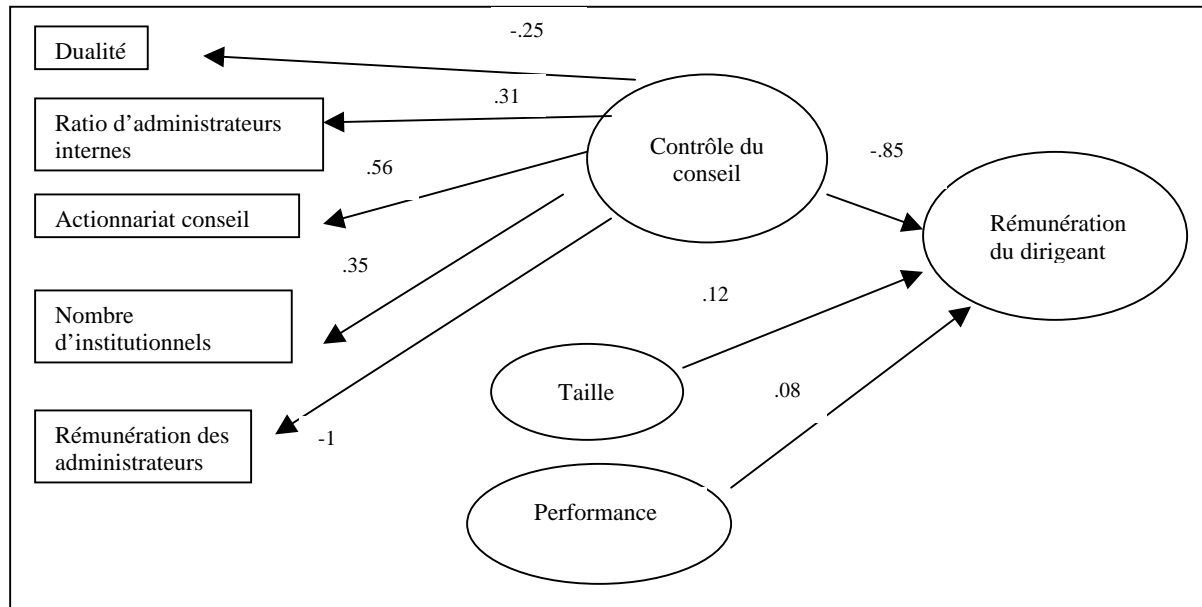 Dualité
-.25
Ratio d'administrateurs
internes
.31
Contrôle du
conseil
-.85
.56
Actionnariat conseil
Rémunération
du dirigeant
.35
Nombre
d'institutionnels
.12
Taille
.08
Rémunération des
administrateurs
-1
Performance